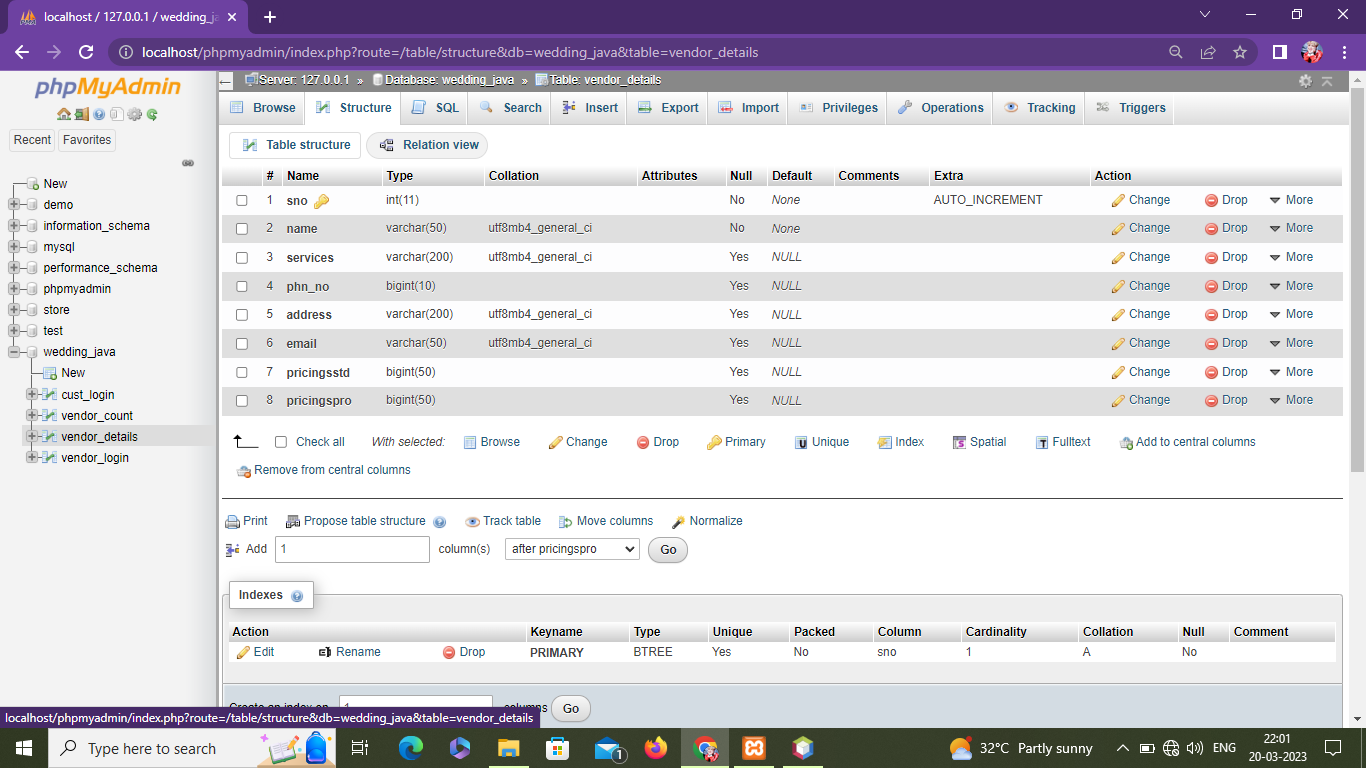 localhost / 127.0.0.1 / wedding_ja
localhost/phpmyadmin/index.php?route=/table/structure&db=wedding_java&table=vendor_details
phpMyAdmin
Recent Favorites
New
demo
information_schema
mysql
performance_schema
phpmyadmin
store
test
wedding_java
New
cust_login
vendor_count
vendor_details
vendor_login
Server: 127.0.0.1 » Database: wedding_java » Table: vendor_details
Browse Structure SQL Search Insert Export Import Privileges Operations Tracking Triggers
Table structure Relation view
# Name Type Collation Attributes Null Default Comments Extra Action
1 sno int(11) No None AUTO_INCREMENT Change Drop More
2 name varchar(50) utf8mb4_general_ci No None Change Drop More
3 services varchar(200) utf8mb4_general_ci Yes NULL Change Drop More
4 phn_no bigint(10) Yes NULL Change Drop More
5 address varchar(200) utf8mb4_general_ci Yes NULL Change Drop More
6 email varchar(50) utf8mb4_general_ci Yes NULL Change Drop More
7 pricingsstd bigint(50) Yes NULL Change Drop More
8 pricingspro bigint(50) Yes NULL Change Drop More
Check all With selected: Browse Change Drop Primary Unique Index Spatial Fulltext Add to central columns
Remove from central columns
Print Propose table structure Track table Move columns Normalize
Add 1 column(s) after pricingspro Go
Indexes
Action Keyname Type Unique Packed Column Cardinality Collation Null Comment
Edit Rename Drop PRIMARY BTREE Yes No sno 1 A No
Create an index on 1 columns Go
localhost/phpmyadmin/index.php?route=/table/structure&db=wedding_java&table=vendor_details
Type here to search
1
32°C Partly sunny
ENG
22:01
20-03-2023